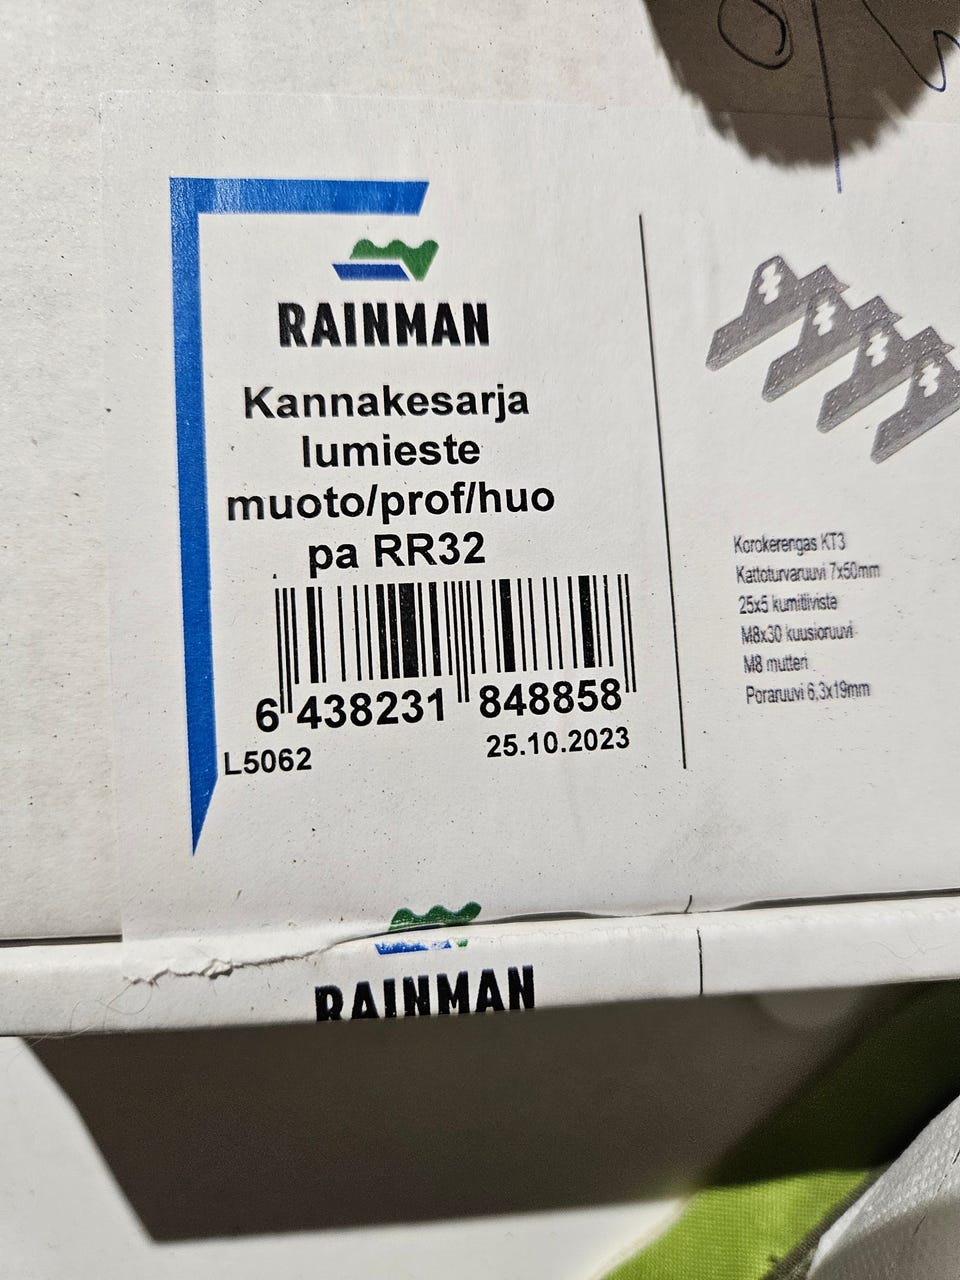 RAINMAN
Kannakesarja
lumieste
muoto/prof/huo
pa RR32
6 438231 848858
L5062
25.10.2023
Korokerengas KT3
Kattoturvaruuvi 7x50mm
25x5 kumitiiviste
M8x30 kuusioruuvi
M8 mutteri
Poraruuvi 6,3x19mm
RAINMAN